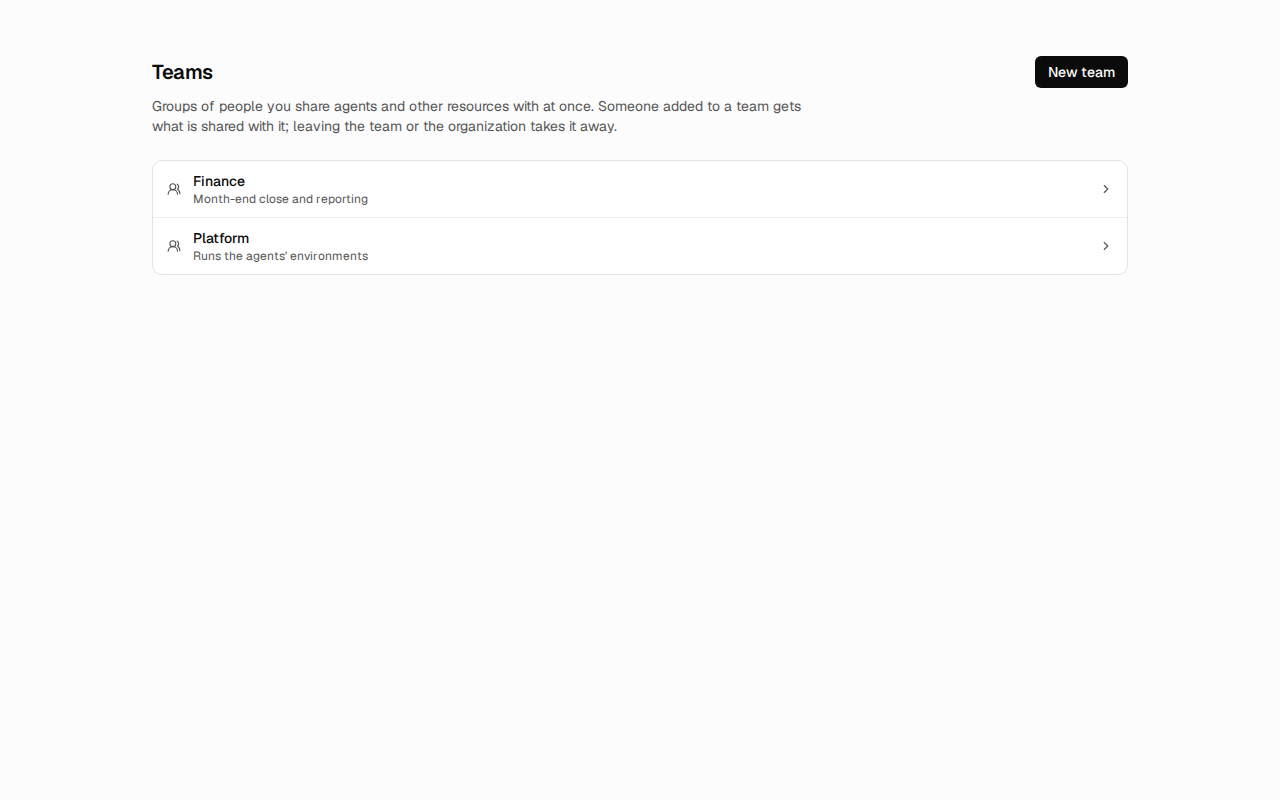 Teams
New team
Groups of people you share agents and other resources with at once. Someone added to a team gets
what is shared with it; leaving the team or the organization takes it away.
Finance
Month-end close and reporting
Platform
Runs the agents' environments